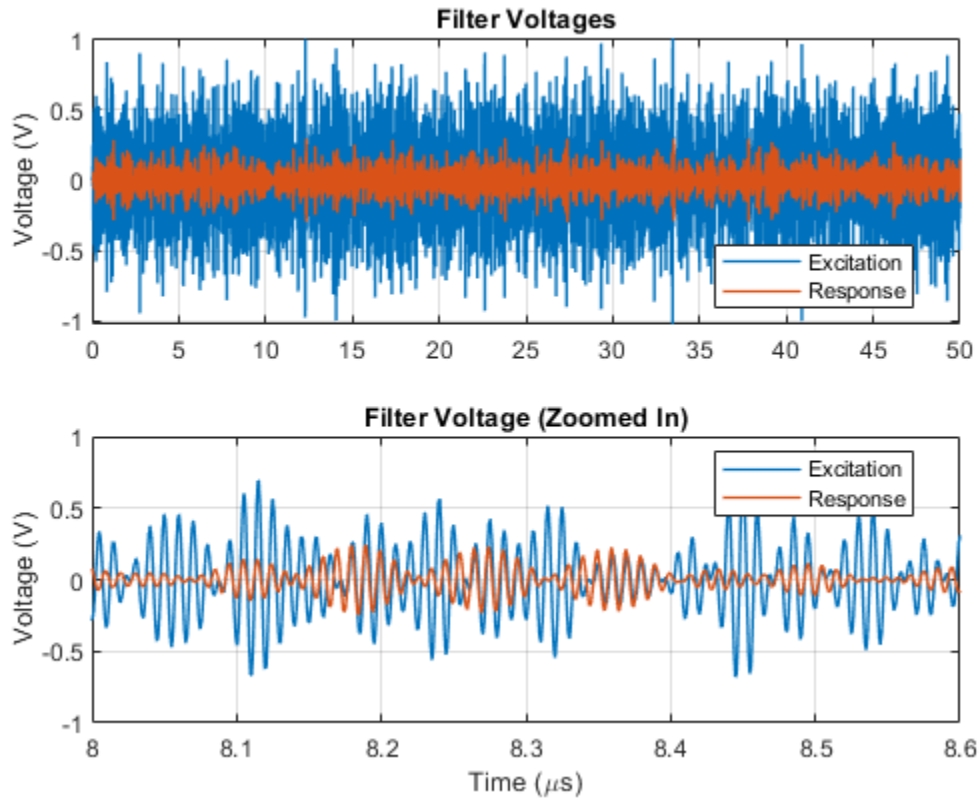 Filter Voltages
Voltage (V)
1
0.5
0
-0.5
-1
Excitation
Response
0 5 10 15 20 25 30 35 40 45 50
Filter Voltage (Zoomed In)
Voltage (V)
1
0.5
0
-0.5
-1
Excitation
Response
8 8.1 8.2 8.3 8.4 8.5 8.6
Time (μs)